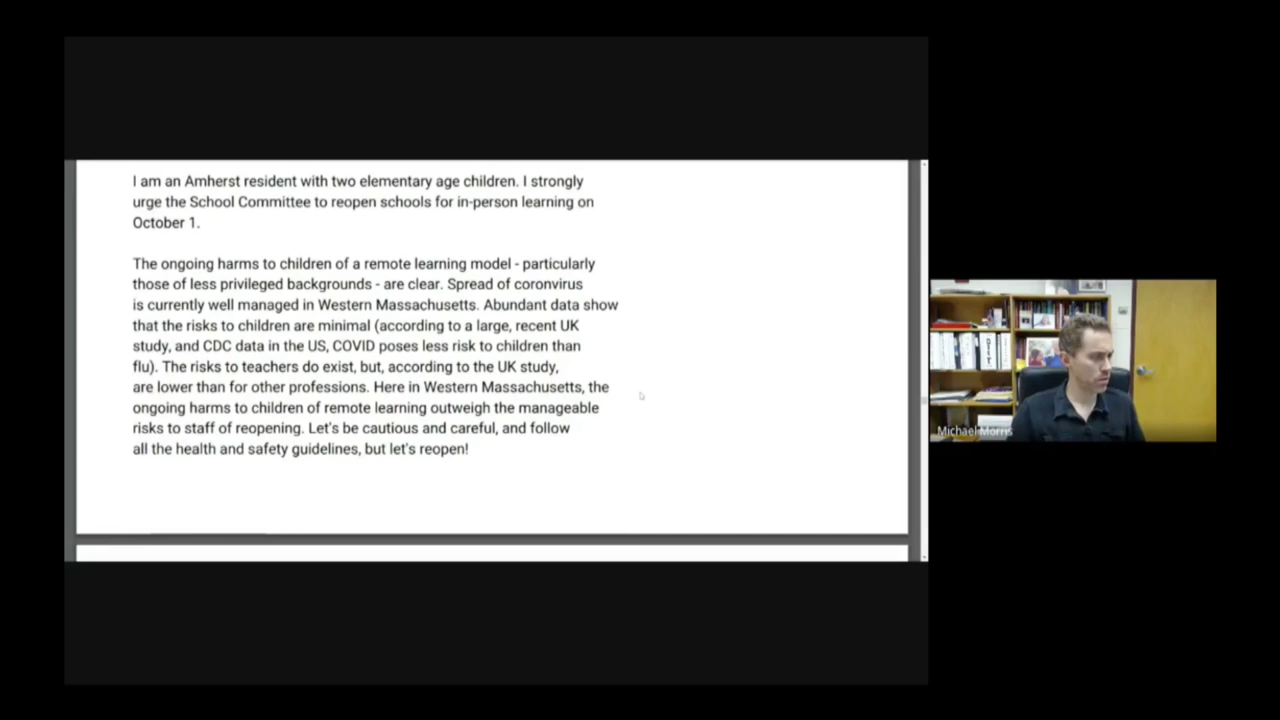 I am an Amherst resident with two elementary age children. I strongly
urge the School Committee to reopen schools for in-person learning on
October 1.
The ongoing harms to children of a remote learning model - particularly
those of less privileged backgrounds - are clear. Spread of coronvirus
is currently well managed in Western Massachusetts. Abundant data show
that the risks to children are minimal (according to a large, recent UK
study, and CDC data in the US, COVID poses less risk to children than
flu). The risks to teachers do exist, but, according to the UK study,
are lower than for other professions. Here in Western Massachusetts, the
ongoing harms to children of remote learning outweigh the manageable
risks to staff of reopening. Let's be cautious and careful, and follow
all the health and safety guidelines, but let's reopen!
Michael Morris